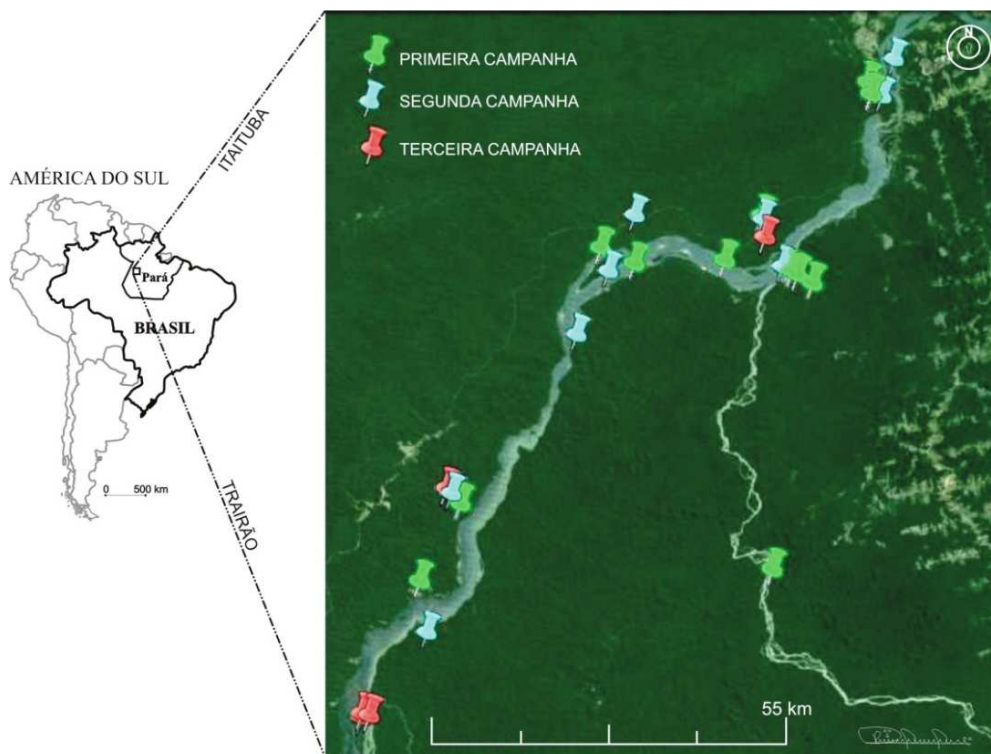 PRIMEIRA CAMPANHA
SEGUNDA CAMPANHA
TERCEIRA CAMPANHA
N
ITAITUBA
AMÉRICA DO SUL
Pará
BRASIL
0 500 km
TRAIRÃO
55 km